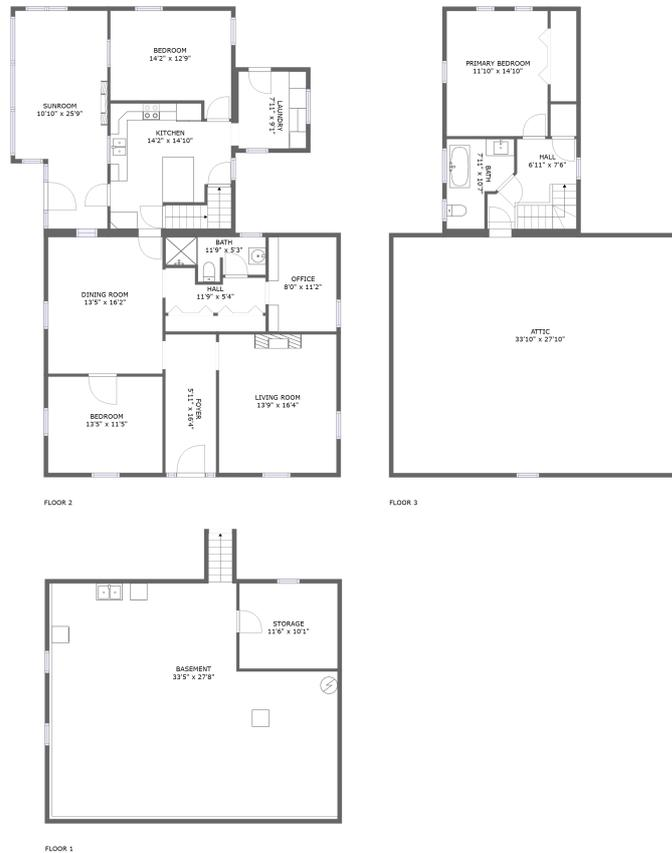 BEDROOM
14'2" x 12'9"
SUNROOM
10'10" x 25'9"
LAUNDRY
7'11" x 9'1"
KITCHEN
14'2" x 14'10"
BATH
11'9" x 5'3"
HALL
11'9" x 5'4"
OFFICE
8'0" x 11'2"
DINING ROOM
13'5" x 16'2"
BEDROOM
13'5" x 11'5"
FOYER
5'11" x 16'4"
LIVING ROOM
13'9" x 16'4"
FLOOR 2
PRIMARY BEDROOM
11'10" x 14'10"
BATH
7'11" x 10'7"
HALL
6'11" x 7'6"
ATTIC
33'10" x 27'10"
FLOOR 3
STORAGE
11'6" x 10'1"
BASEMENT
33'5" x 27'8"
FLOOR 1